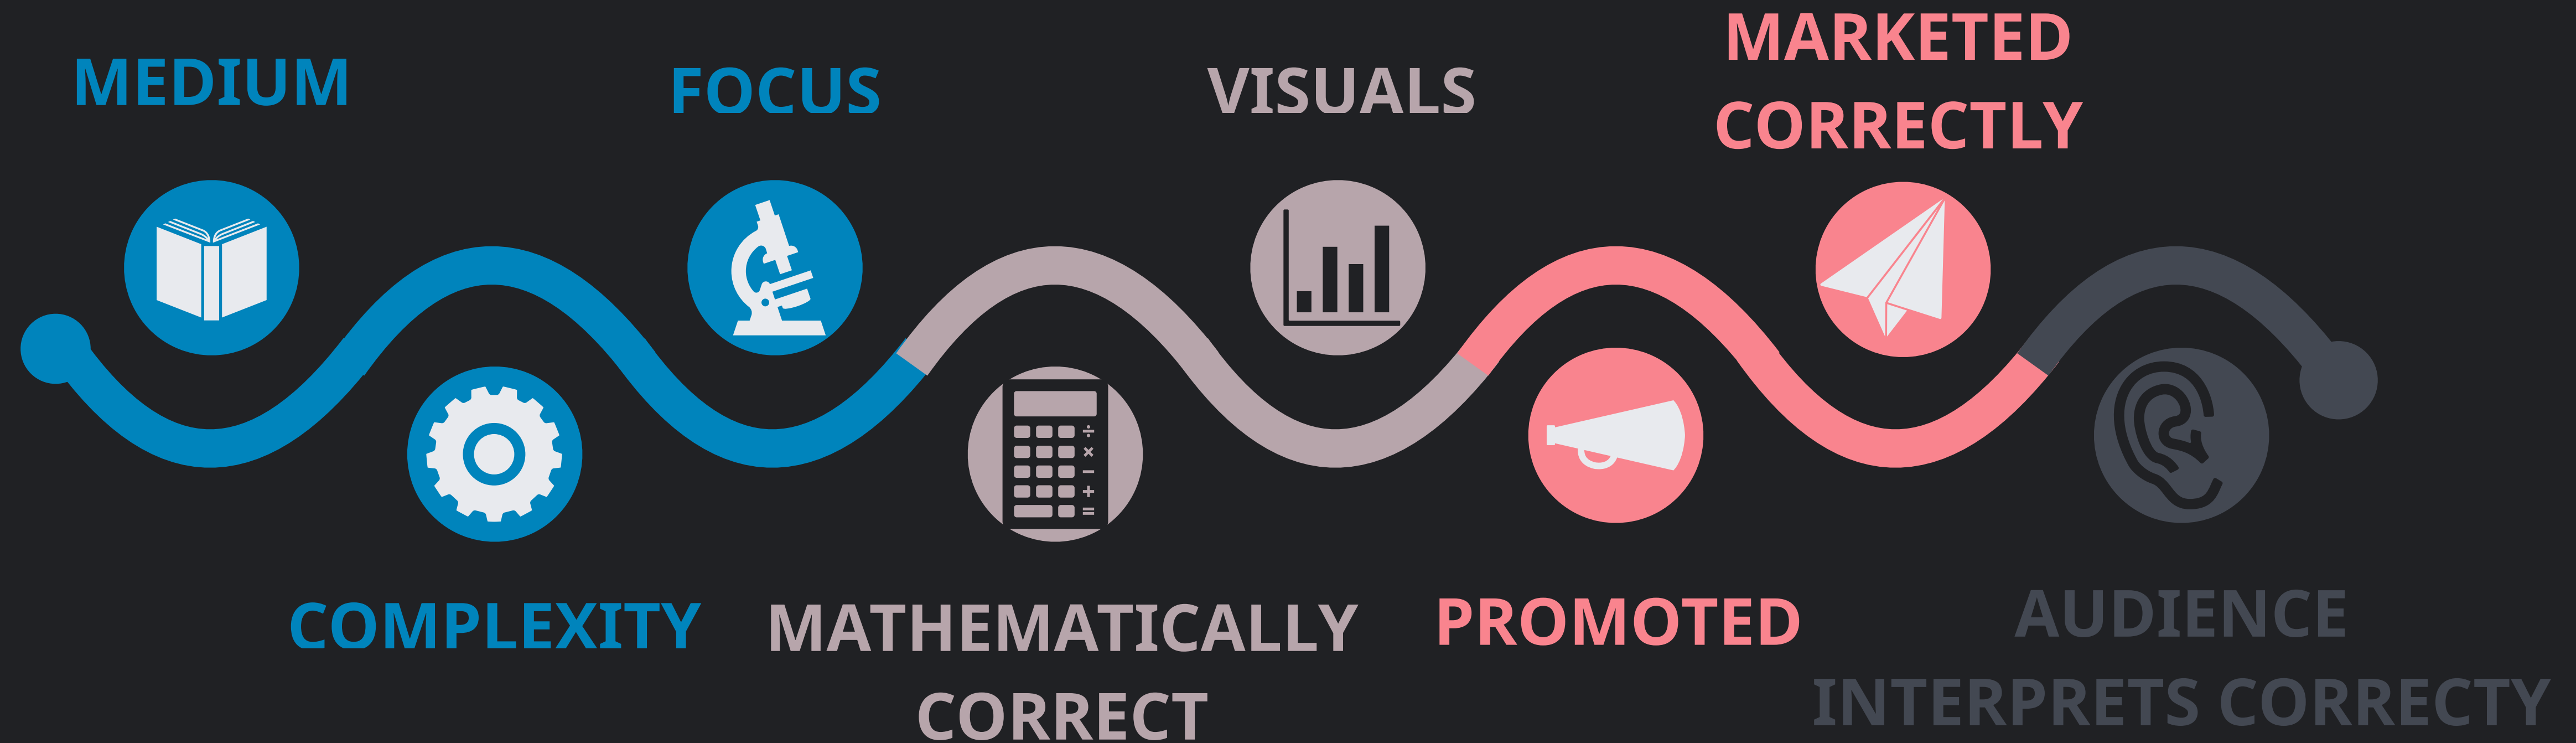 MEDIUM
COMPLEXITY
FOCUS
MATHEMATICALLY
CORRECT
÷
×
−
+
=
VISUALS
PROMOTED
MARKETED
CORRECTLY
AUDIENCE
INTERPRETS CORRECTY